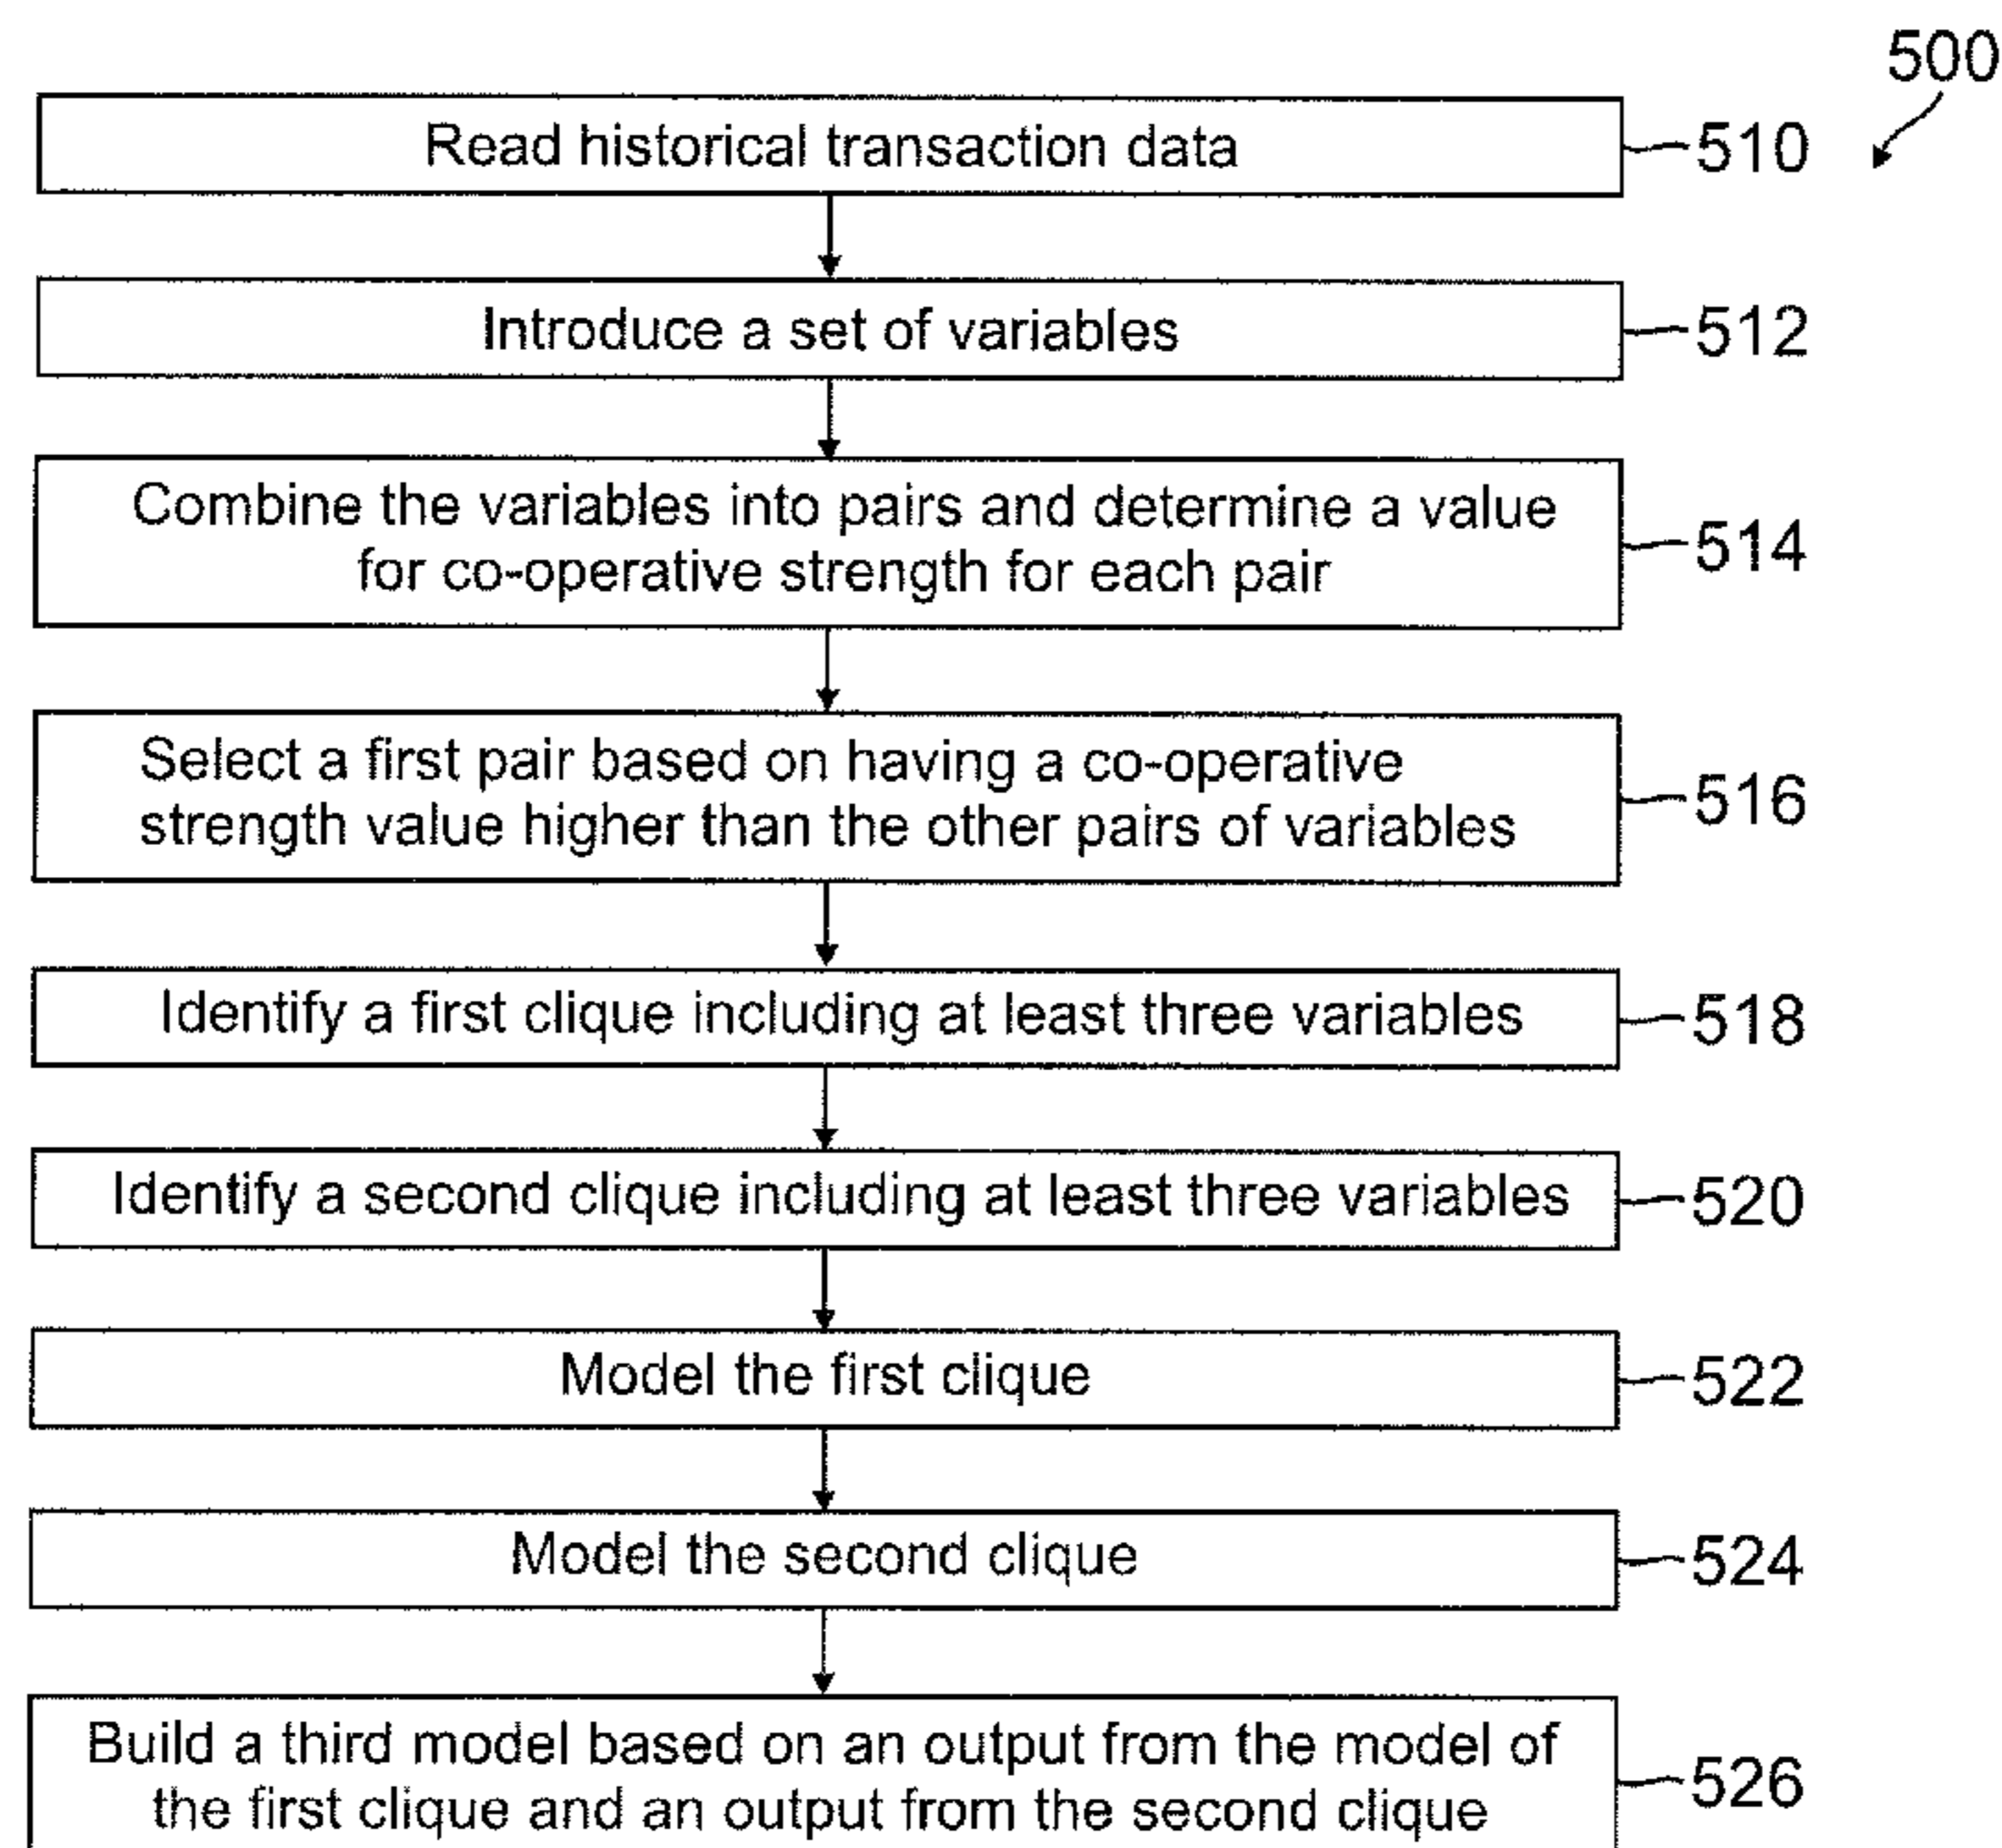 500
Read historical transaction data
510
Introduce a set of variables
512
Combine the variables into pairs and determine a value
for co-operative strength for each pair
514
Select a first pair based on having a co-operative
strength value higher than the other pairs of variables
516
Identify a first clique including at least three variables
518
Identify a second clique including at least three variables
520
Model the first clique
522
Model the second clique
524
Build a third model based on an output from the model of
the first clique and an output from the second clique
526